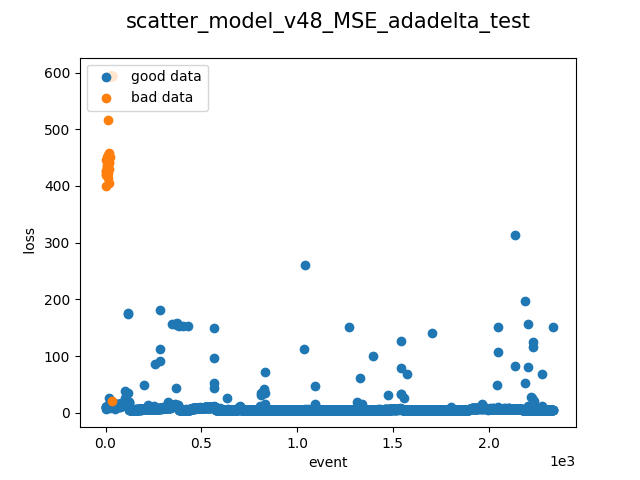 scatter_model_v48_MSE_adadelta_test
good data
bad data
600
500
400
300
200
100
0
loss
0.0 0.5 1.0 1.5 2.0
1e3
event